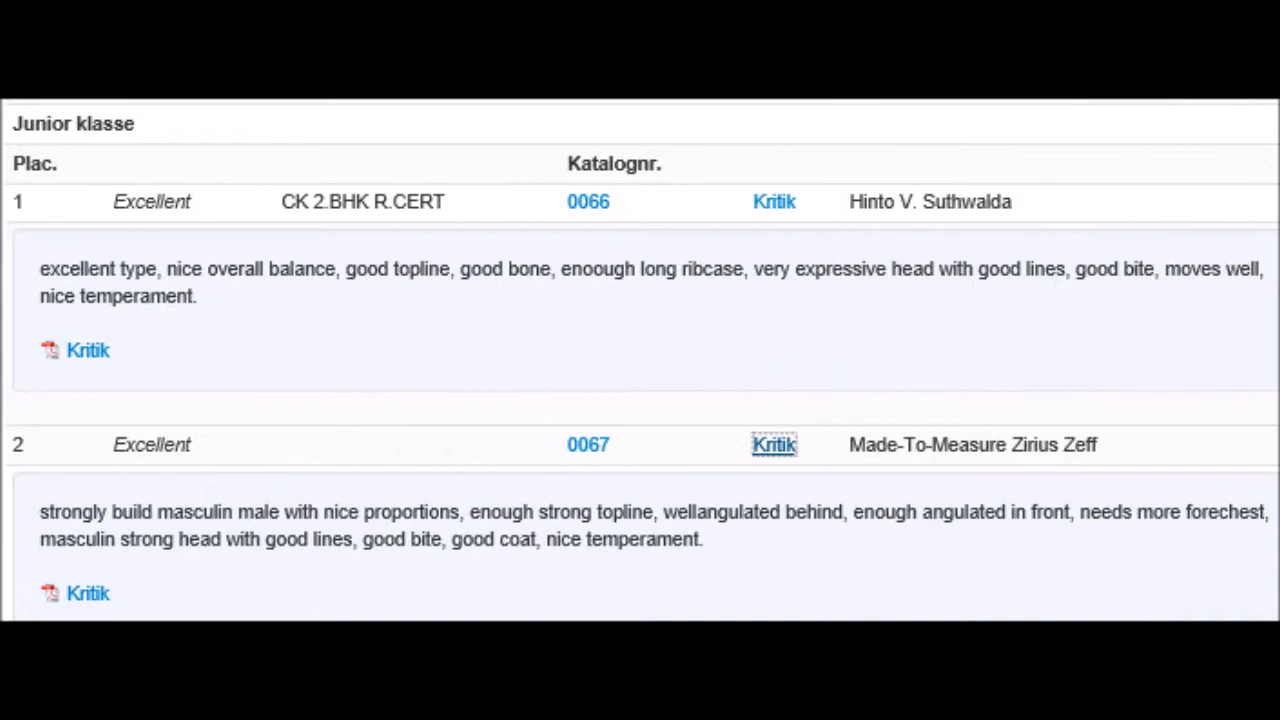 Junior klasse
Plac. Katalognr.
1 Excellent CK 2.BHK R.CERT 0066 Kritik Hinto V. Suthwalda
excellent type, nice overall balance, good topline, good bone, enoough long ribcase, very expressive head with good lines, good bite, moves well,
nice temperament.
Kritik
2 Excellent 0067 Kritik Made-To-Measure Zirius Zeff
strongly build masculin male with nice proportions, enough strong topline, wellangulated behind, enough angulated in front, needs more forechest,
masculin strong head with good lines, good bite, good coat, nice temperament.
Kritik